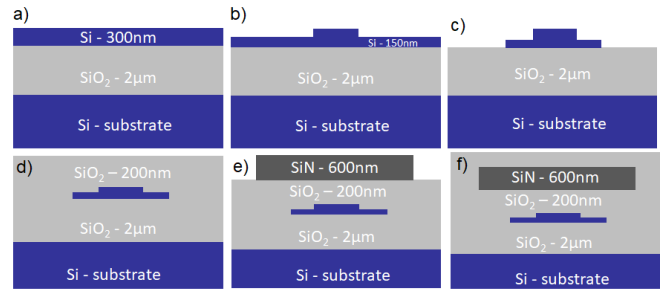 a)
Si - 300nm
SiO₂ - 2µm
Si - substrate
b)
Si - 150nm
SiO₂ - 2µm
Si - substrate
c)
SiO₂ - 2µm
Si - substrate
d)
SiO₂ – 200nm
SiO₂ - 2µm
Si - substrate
e)
SiN - 600nm
SiO₂ – 200nm
SiO₂ - 2µm
Si - substrate
f)
SiN - 600nm
SiO₂ – 200nm
SiO₂ - 2µm
Si - substrate